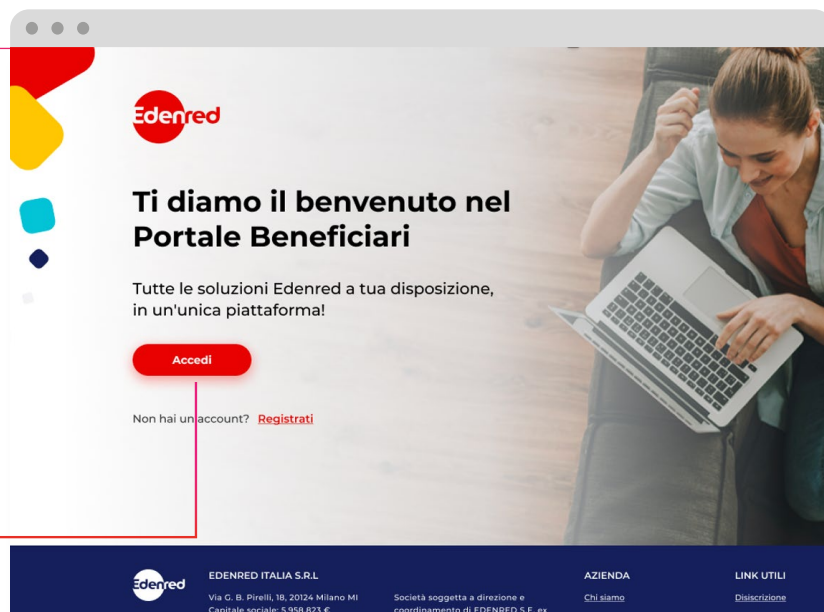 Edenred
Ti diamo il benvenuto nel
Portale Beneficiari
Tutte le soluzioni Edenred a tua disposizione,
in un'unica piattaforma!
Accedi
Non hai un account? Registrati
Edenred
EDENRED ITALIA S.R.L
Via G. B. Pirelli, 18, 20124 Milano MI
Capitale sociale: 5.958.823 €
Società soggetta a direzione e
coordinamento di EDENRED S.E. ex
AZIENDA
Chi siamo
LINK UTILI
Disiscrizione